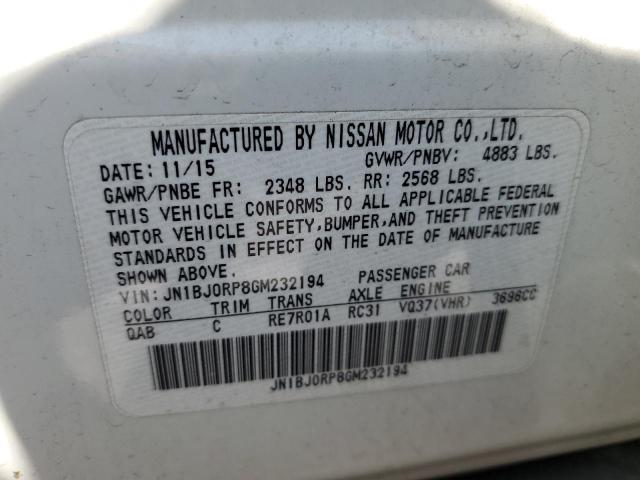 MANUFACTURED BY NISSAN MOTOR CO.,LTD.
DATE: 11/15 GVWR/PNBV: 4883 LBS.
GAWR/PNBE FR: 2348 LBS. RR: 2568 LBS.
THIS VEHICLE CONFORMS TO ALL APPLICABLE FEDERAL
MOTOR VEHICLE SAFETY,BUMPER,AND THEFT PREVENTION
STANDARDS IN EFFECT ON THE DATE OF MANUFACTURE
SHOWN ABOVE.
VIN:JN1BJ0RP8GM232194 PASSENGER CAR
COLOR TRIM TRANS AXLE ENGINE
QAB C RE7R01A RC31 VQ37(VHR) 3696CC
JN1BJ0RP8GM232194